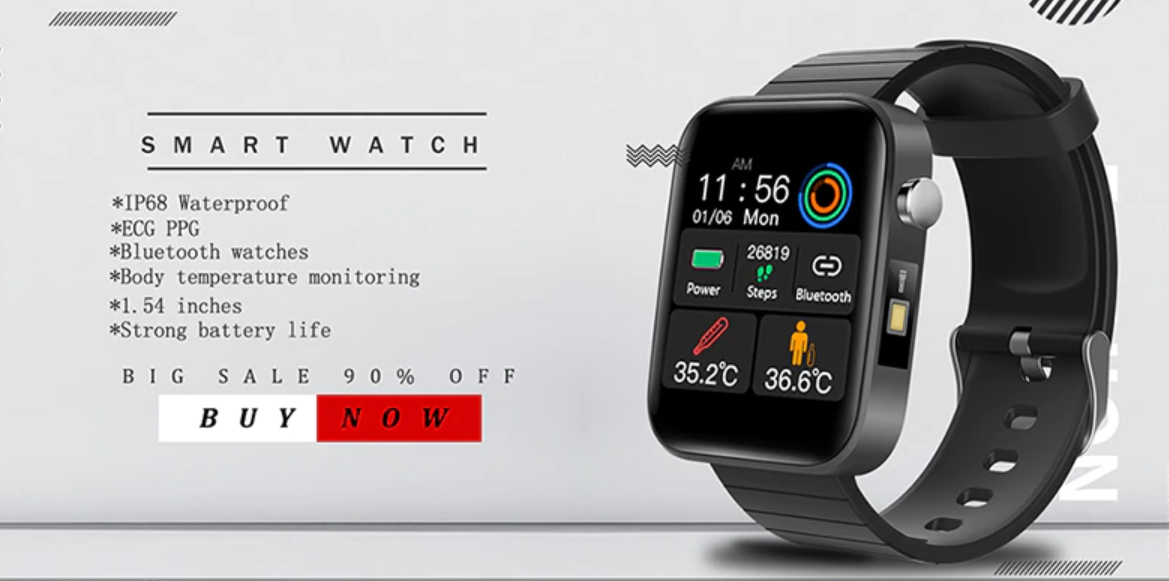 SMART WATCH
*IP68 Waterproof
*ECG PPG
*Bluetooth watches
*Body temperature monitoring
*1.54 inches
*Strong battery life
BIG SALE 90% OFF
BUY NOW
AM
11:56
01/06 Mon
26819
Power Steps Bluetooth
35.2℃ 36.6℃